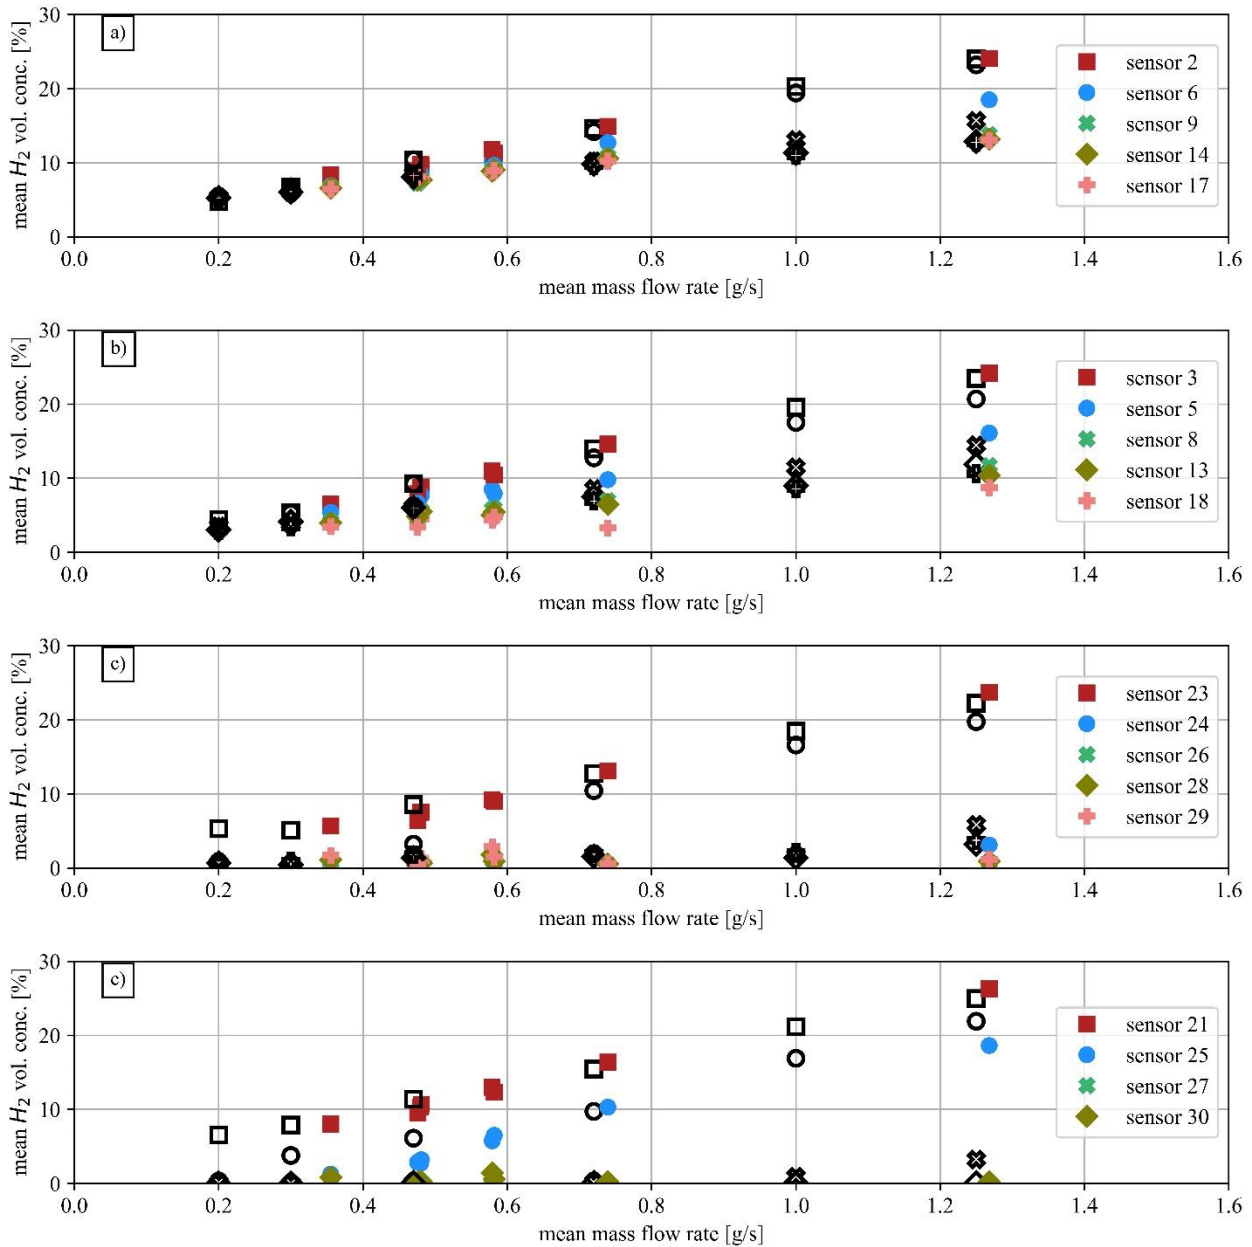 a)
mean H2 vol. conc. [%]
30
20
10
0
sensor 2
sensor 6
sensor 9
sensor 14
sensor 17
0.0 0.2 0.4 0.6 0.8 1.0 1.2 1.4 1.6
mean mass flow rate [g/s]
b)
mean H2 vol. conc. [%]
30
20
10
0
sensor 3
sensor 5
sensor 8
sensor 13
sensor 18
0.0 0.2 0.4 0.6 0.8 1.0 1.2 1.4 1.6
mean mass flow rate [g/s]
c)
mean H2 vol. conc. [%]
30
20
10
0
sensor 23
sensor 24
sensor 26
sensor 28
sensor 29
0.0 0.2 0.4 0.6 0.8 1.0 1.2 1.4 1.6
mean mass flow rate [g/s]
c)
mean H2 vol. conc. [%]
30
20
10
0
sensor 21
sensor 25
sensor 27
sensor 30
0.0 0.2 0.4 0.6 0.8 1.0 1.2 1.4 1.6
mean mass flow rate [g/s]